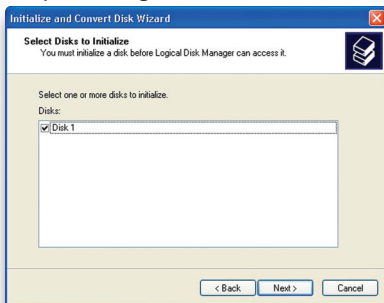 Initialize and Convert Disk Wizard
Select Disks to Initialize
You must initialize a disk before Logical Disk Manager can access it.
Select one or more disks to initialize.
Disks:
Disk 1
< Back
Next >
Cancel